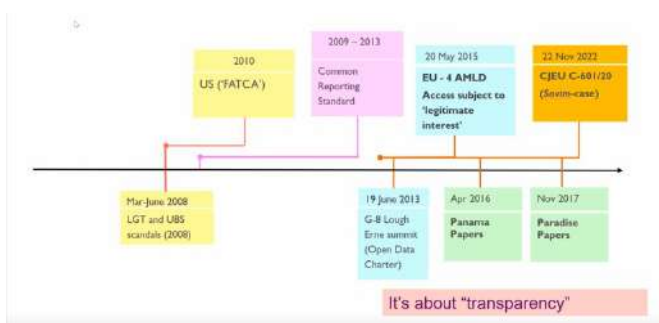 2010
US ('FATCA')
2009 – 2013
Common
Reporting
Standard
20 May 2015
EU - 4 AMLD
Access subject to
'legitimate
interest'
22 Nov 2022
CJEU C-601/20
(Sovim-case)
Mar-June 2008
LGT and UBS
scandals (2008)
19 June 2013
G-8 Lough
Erne summit
(Open Data
Charter)
Apr 2016
Panama
Papers
Nov 2017
Paradise
Papers
It's about "transparency"